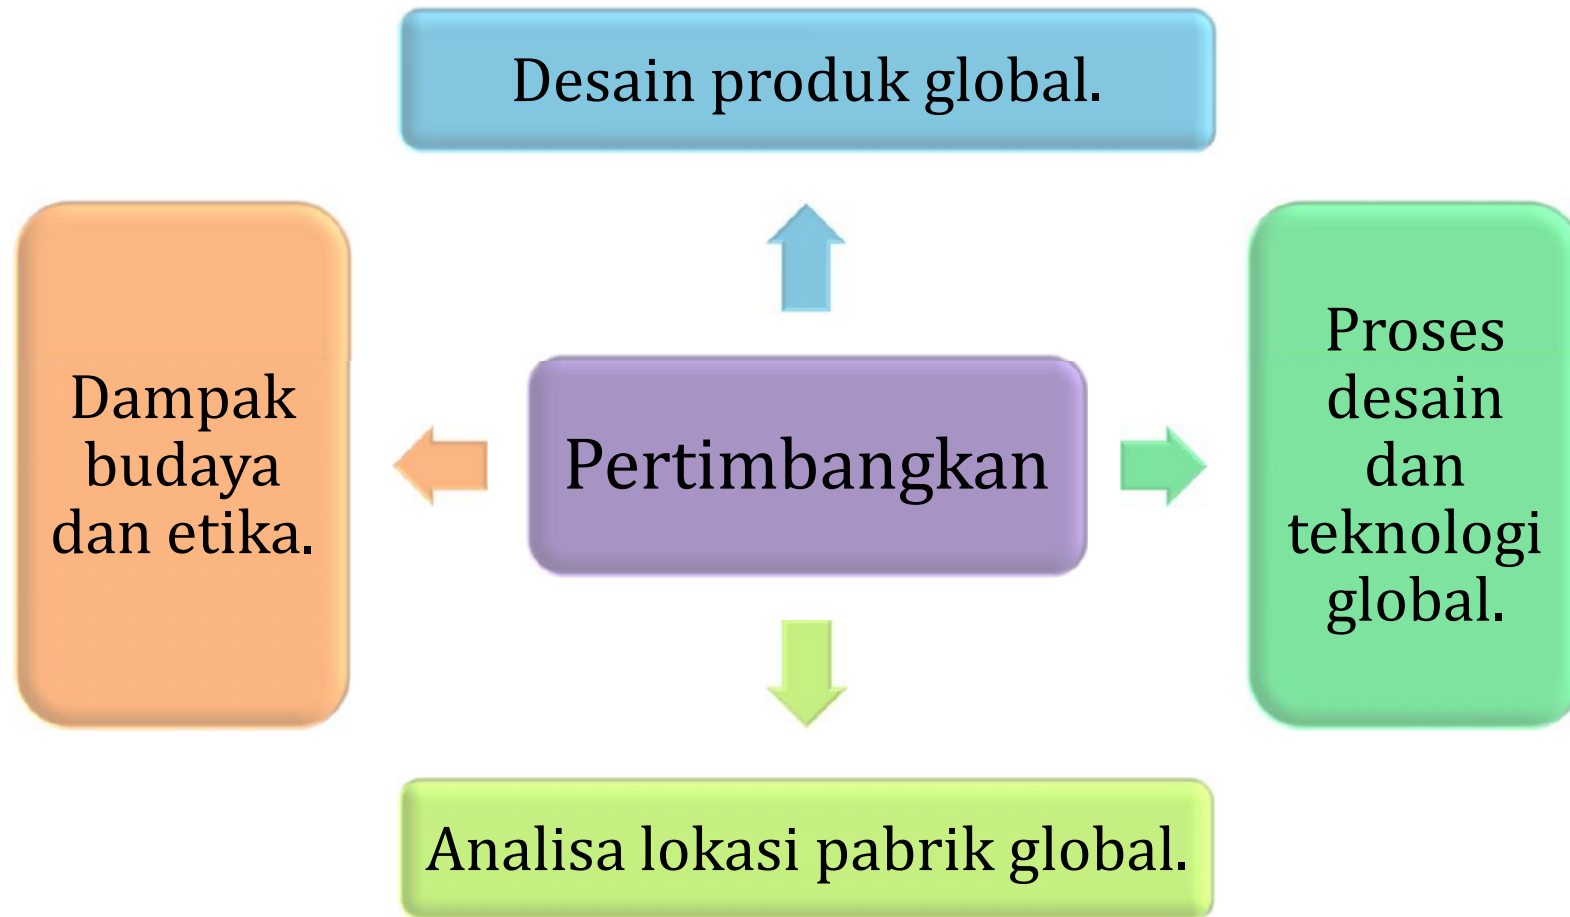 Desain produk global.
Dampak
budaya
dan etika.
Pertimbangkan
Proses
desain
dan
teknologi
global.
Analisa lokasi pabrik global.